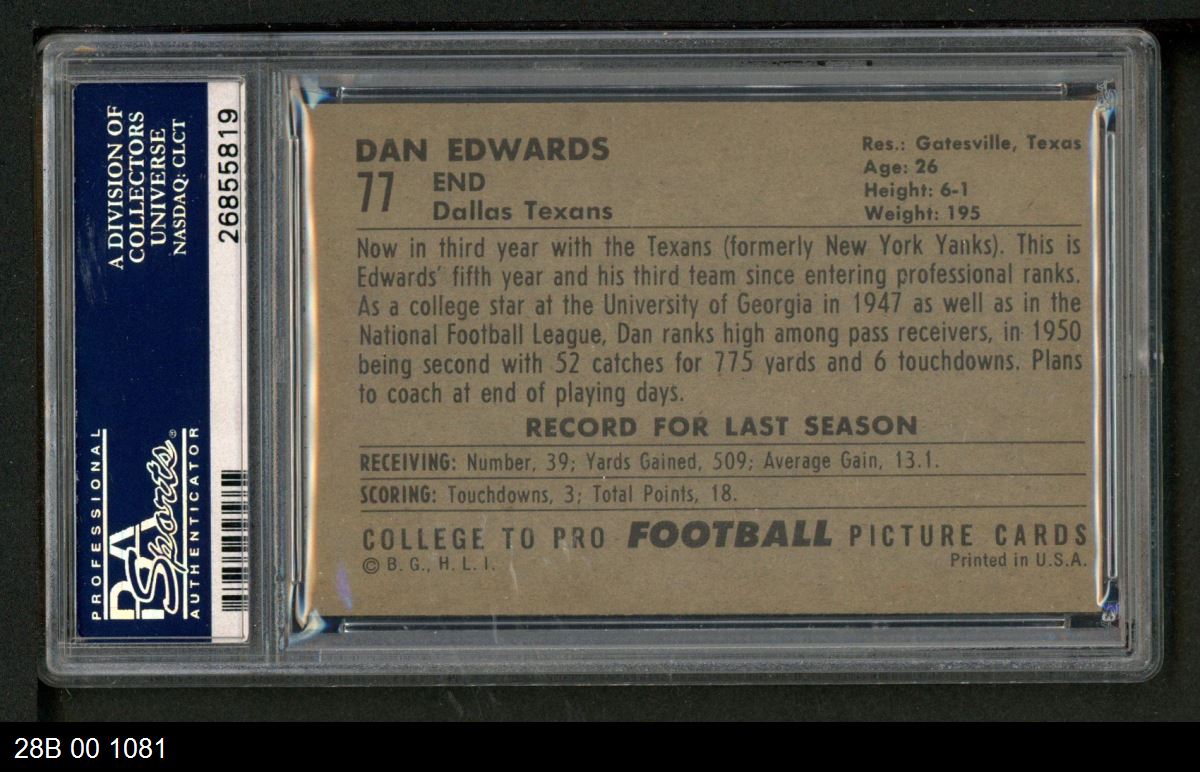 A DIVISION OF
COLLECTORS
UNIVERSE
NASDAQ: CLCT
26855819
PROFESSIONAL
PSA
Sports®
AUTHENTICATOR
DAN EDWARDS
77
END
Dallas Texans
Res.: Gatesville, Texas
Age: 26
Height: 6-1
Weight: 195
Now in third year with the Texans (formerly New York Yanks). This is
Edwards' fifth year and his third team since entering professional ranks.
As a college star at the University of Georgia in 1947 as well as in the
National Football League, Dan ranks high among pass receivers, in 1950
being second with 52 catches for 775 yards and 6 touchdowns. Plans
to coach at end of playing days.
RECORD FOR LAST SEASON
RECEIVING: Number, 39; Yards Gained, 509; Average Gain, 13.1.
SCORING: Touchdowns, 3; Total Points, 18.
COLLEGE TO PRO FOOTBALL PICTURE CARDS
© B. G., H. L. I.
Printed in U.S.A.
28B 00 1081